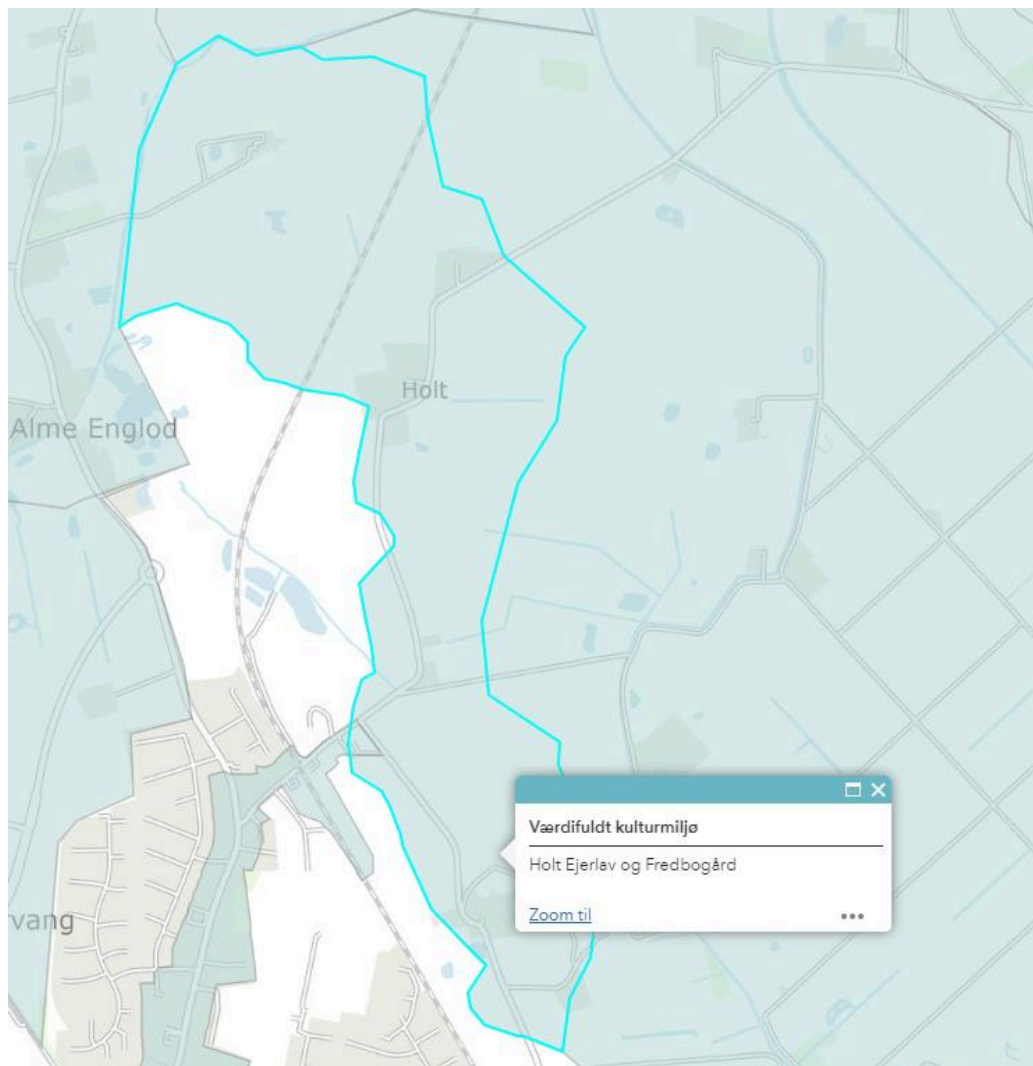 Holt
Alme Englod
Værdifuldt kulturmiljø
Holt Ejerlav og Fredbogård
Zoom til
vang